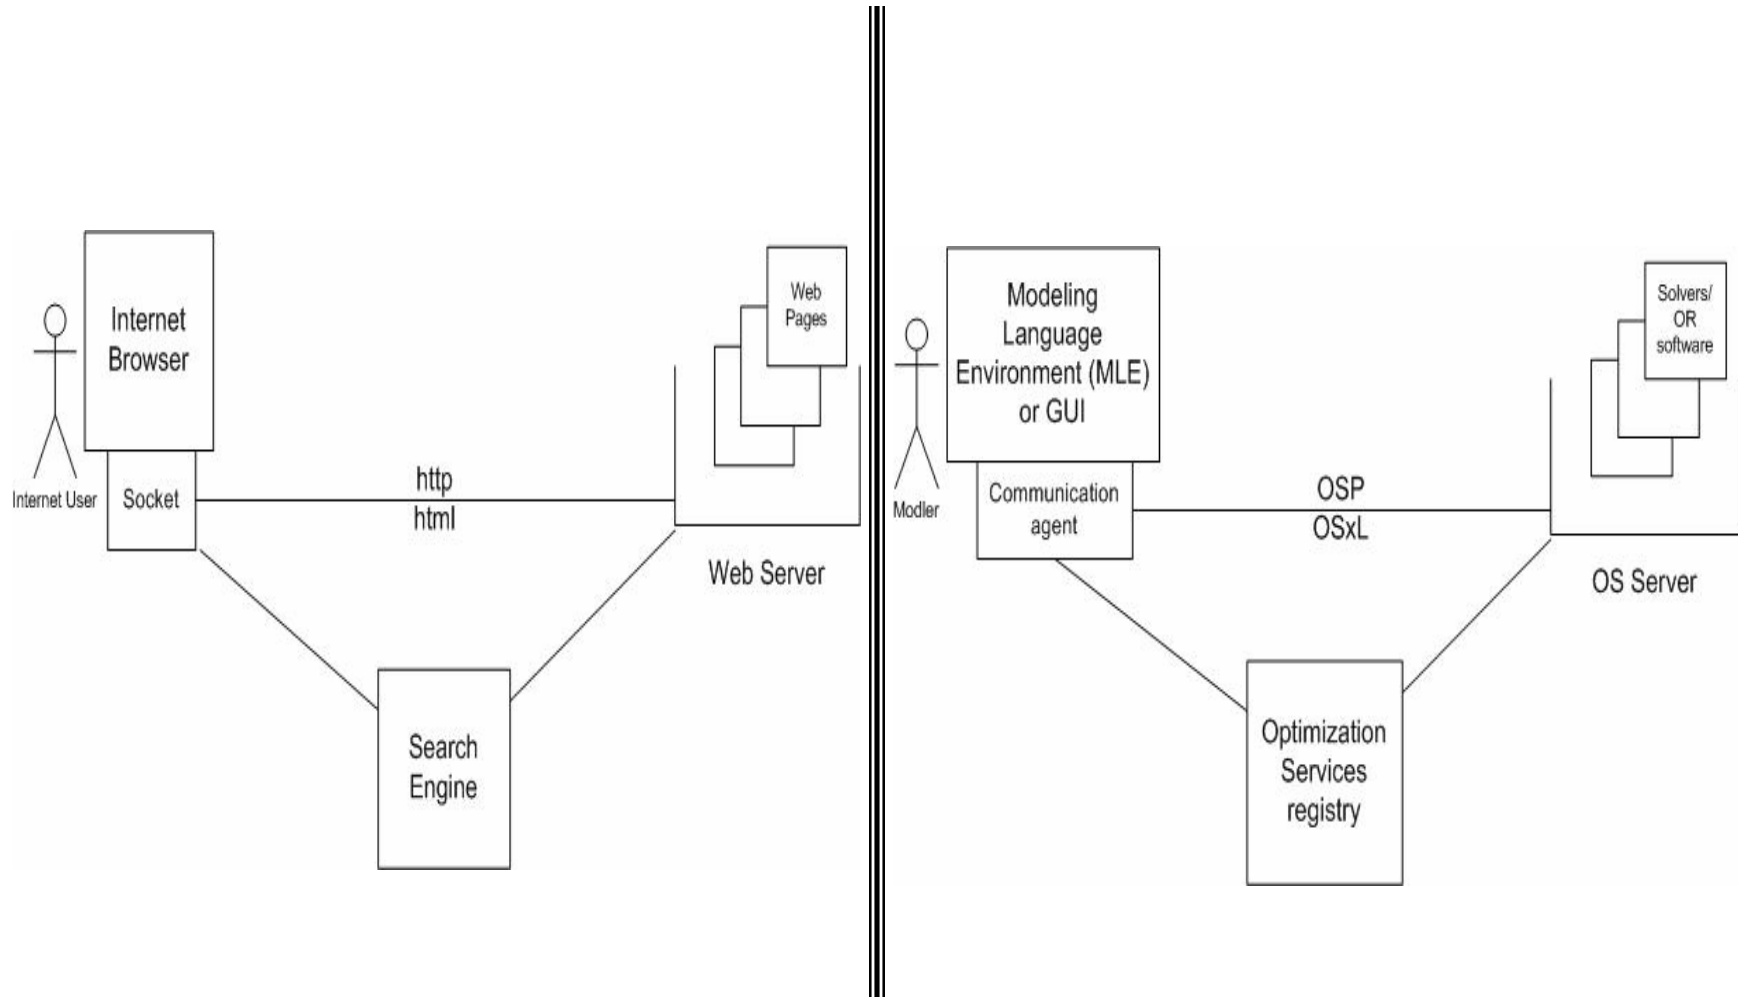 Internet
Browser
Web
Pages
Internet User
Socket
http
html
Web Server
Search
Engine
Modeling
Language
Environment (MLE)
or GUI
Solvers/
OR
software
Modler
Communication
agent
OSP
OSxL
OS Server
Optimization
Services
registry